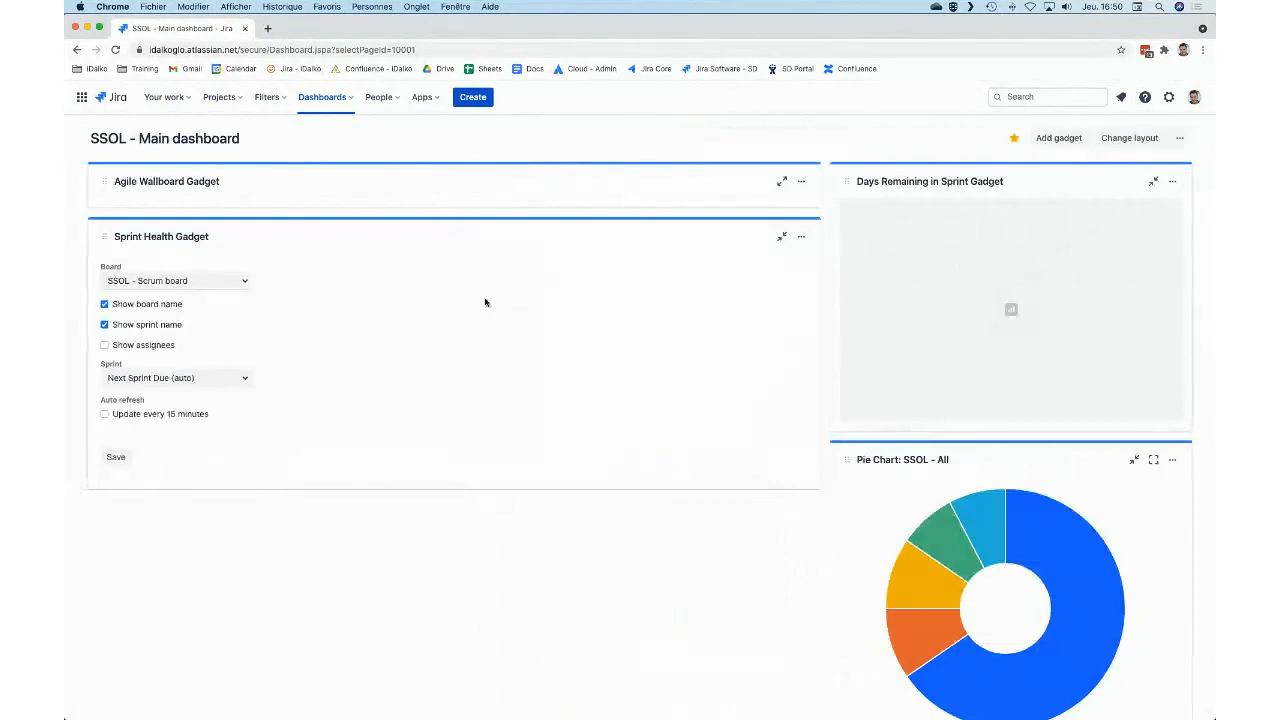 Chrome Fichier Modifier Afficher Historique Favoris Personnes Onglet Fenêtre Aide Jeu. 16:50
SSOL - Main dashboard - Jira
idalkoglo.atlassian.net/secure/Dashboard.jspa?selectPageId=10001
iDalko Training Gmail Calendar Jira - iDalko Confluence - iDalko Drive Sheets Docs Cloud - Admin Jira Core Jira Software - SD SD Portal Confluence
Jira Your work Projects Filters Dashboards People Apps Create Search
SSOL - Main dashboard
Add gadget Change layout
Agile Wallboard Gadget
Days Remaining in Sprint Gadget
Sprint Health Gadget
Board
SSOL - Scrum board
Show board name
Show sprint name
Show assignees
Sprint
Next Sprint Due (auto)
Auto refresh
Update every 15 minutes
Save
Pie Chart: SSOL - All